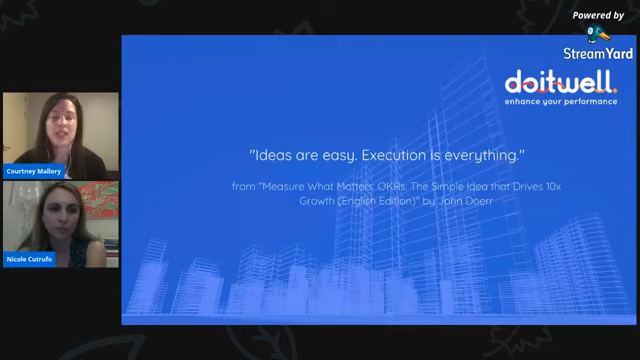 Powered by
StreamYard
doitwell.
enhance your performance
"Ideas are easy. Execution is everything."
from "Measure What Matters: OKRs: The Simple Idea that Drives 10x
Growth (English Edition)" by John Doerr
Courtney Mallory
Nicole Cutrufo